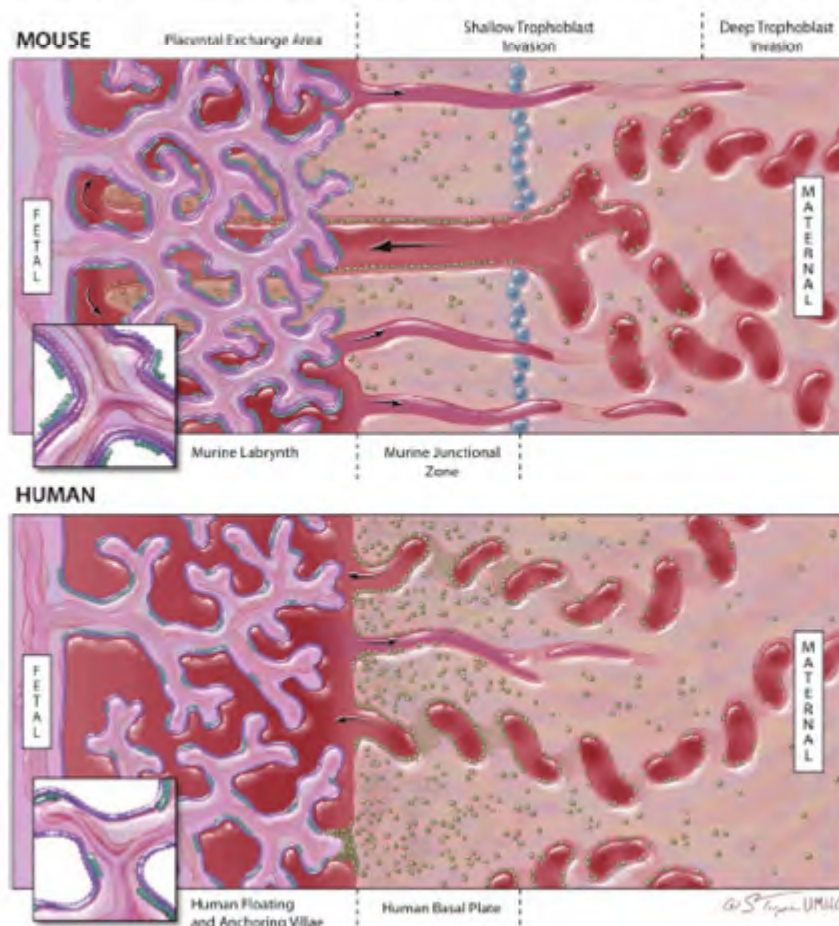 MOUSE
Placental Exchange Area
Shallow Trophoblast
Invasion
Deep Trophoblast
Invasion
FETAL
MATERNAL
Murine Labrynth
Murine Junctional
Zone
HUMAN
FETAL
MATERNAL
Human Floating
and Anchoring Villae
Human Basal Plate